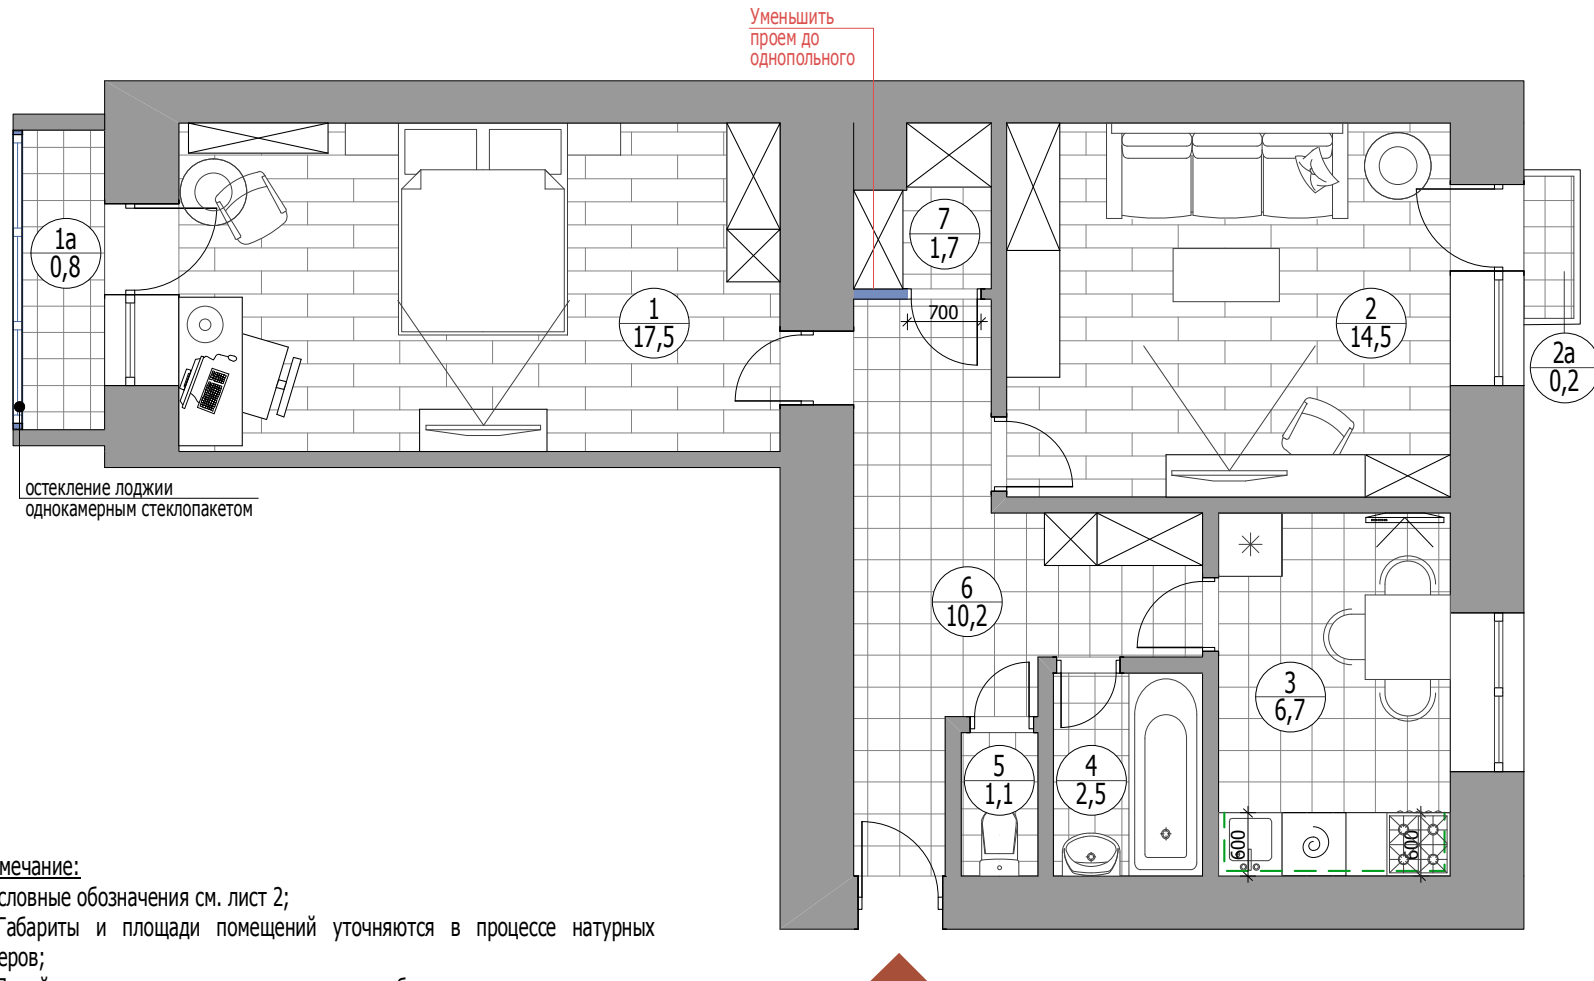 Уменьшить
проем до
однопольного
1а
0,8
7
1,7
700
1
17,5
2
14,5
2а
0,2
остекление лоджии
однокамерным стеклопакетом
6
10,2
3
6,7
5
1,1
4
2,5
600
600
мечание:
словные обозначения см. лист 2;
Габариты и площади помещений уточняются в процессе натурных
еров;